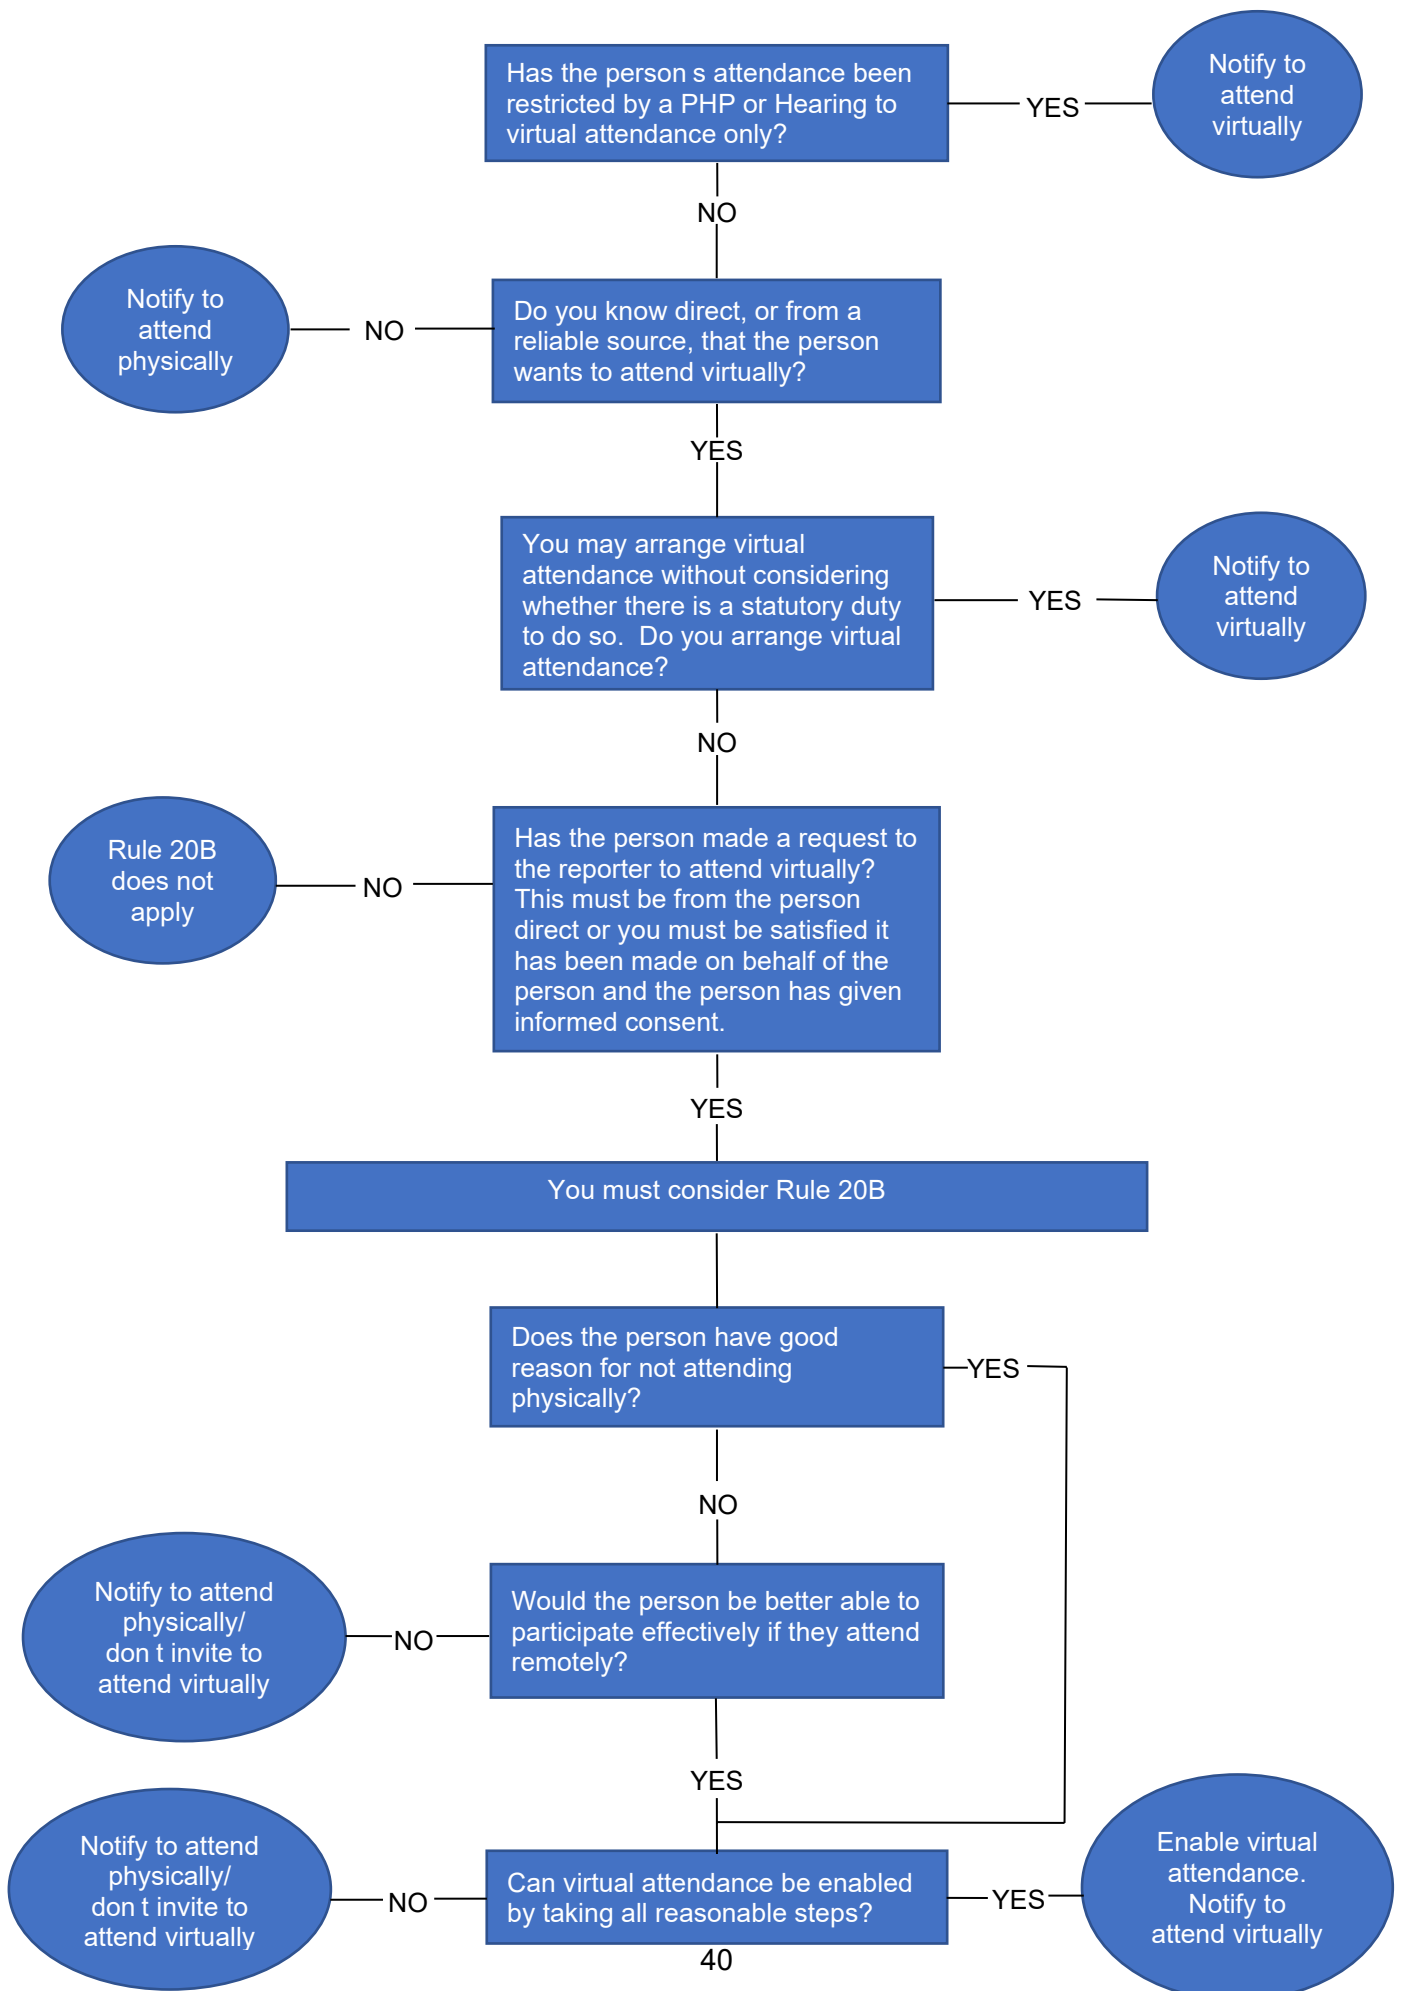 Has the person s attendance been
restricted by a PHP or Hearing to
virtual attendance only?
YES
Notify to
attend
virtually
NO
Notify to
attend
physically
NO
Do you know direct, or from a
reliable source, that the person
wants to attend virtually?
YES
You may arrange virtual
attendance without considering
whether there is a statutory duty
to do so.  Do you arrange virtual
attendance?
YES
Notify to
attend
virtually
NO
Rule 20B
does not
apply
NO
Has the person made a request to
the reporter to attend virtually?
This must be from the person
direct or you must be satisfied it
has been made on behalf of the
person and the person has given
informed consent.
YES
You must consider Rule 20B
Does the person have good
reason for not attending
physically?
YES
NO
Notify to attend
physically/
don t invite to
attend virtually
NO
Would the person be better able to
participate effectively if they attend
remotely?
YES
Notify to attend
physically/
don t invite to
attend virtually
NO
Can virtual attendance be enabled
by taking all reasonable steps?
YES
Enable virtual
attendance.
Notify to
attend virtually
40